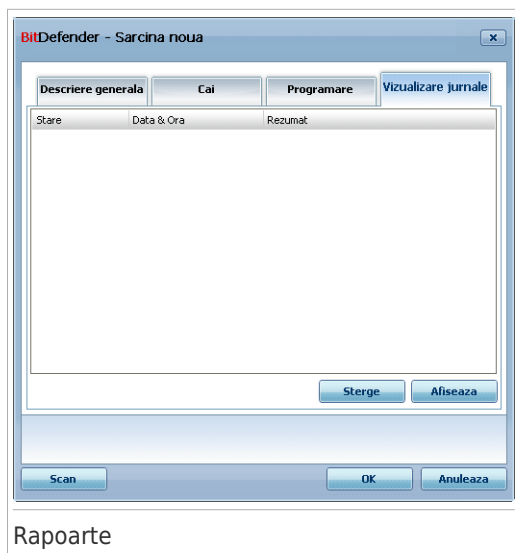 BitDefender - Sarcina noua
Descriere generala Cai Programare Vizualizare jurnale
Stare Data & Ora Rezumat
Sterge Afiseaza
Scan OK Anuleaza
Rapoarte